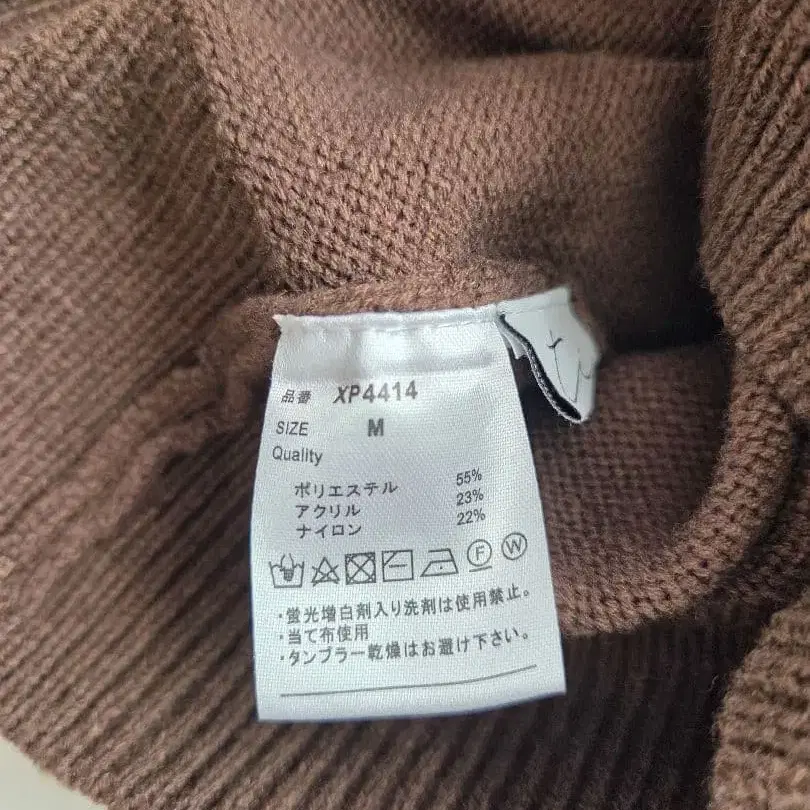 品番 XP4414
SIZE M
Quality
ポリエステル 55%
アクリル 23%
ナイロン 22%
F W
・蛍光増白剤入り洗剤は使用禁止。
・当て布使用
・タンブラー乾燥はお避け下さい。